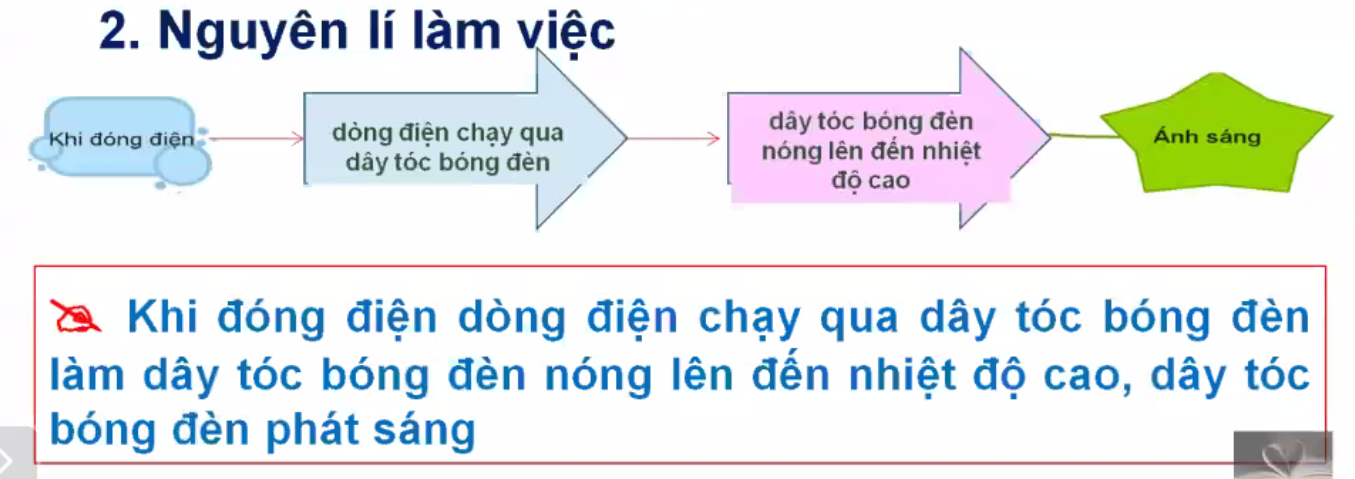 2. Nguyên lí làm việc
Khi đóng điện
dòng điện chạy qua
dây tóc bóng đèn
dây tóc bóng đèn
nóng lên đến nhiệt
độ cao
Ánh sáng
Khi đóng điện dòng điện chạy qua dây tóc bóng đèn
làm dây tóc bóng đèn nóng lên đến nhiệt độ cao, dây tóc
bóng đèn phát sáng